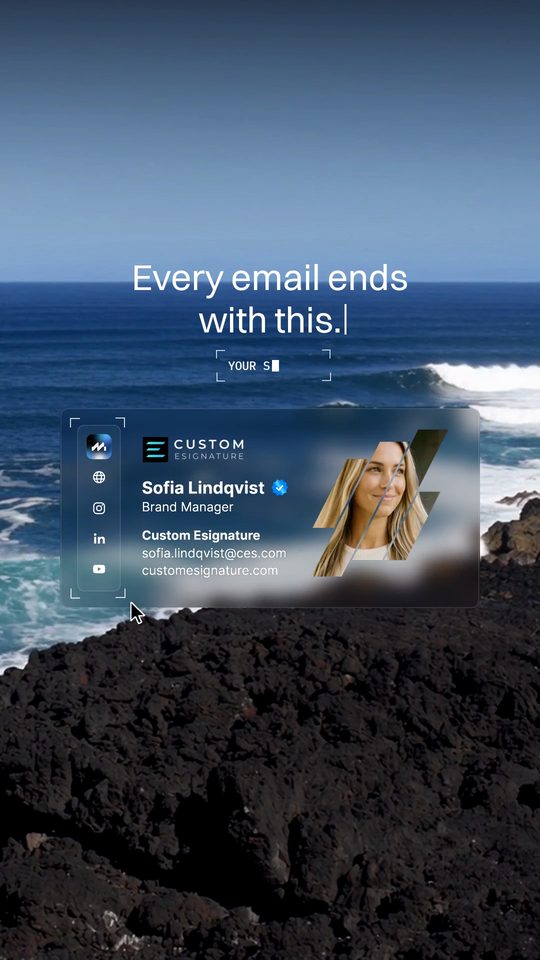 Every email ends
with this.
YOUR S
CUSTOM
ESIGNATURE
Sofia Lindqvist
Brand Manager
Custom Esignature
sofia.lindqvist@ces.com
customesignature.com
in